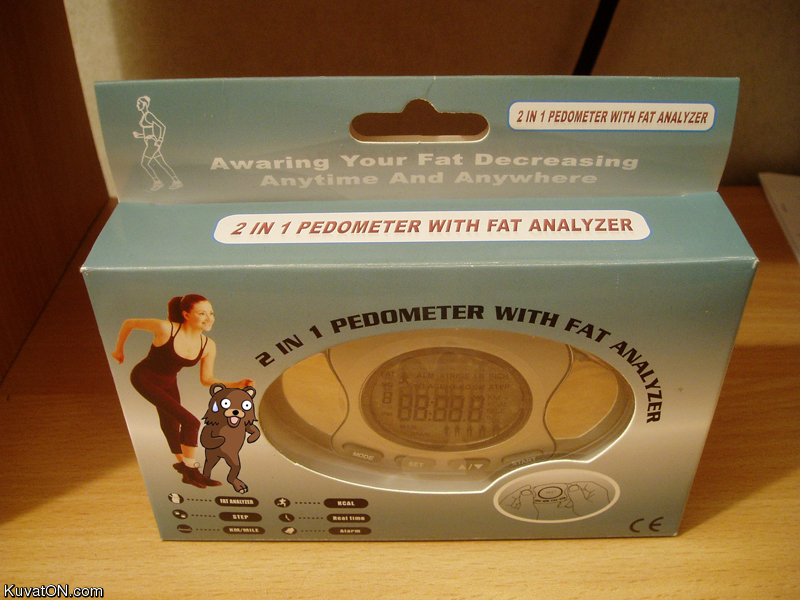 2 IN 1 PEDOMETER WITH FAT ANALYZER
Awaring Your Fat Decreasing
Anytime And Anywhere
2 IN 1 PEDOMETER WITH FAT ANALYZER
2 IN 1 PEDOMETER WITH FAT ANALYZER
MODE SET ▲/▼ START
FAT ANALYZER KCAL
STEP Real time
KM/MILE Alarm
CE
KuvatON.com